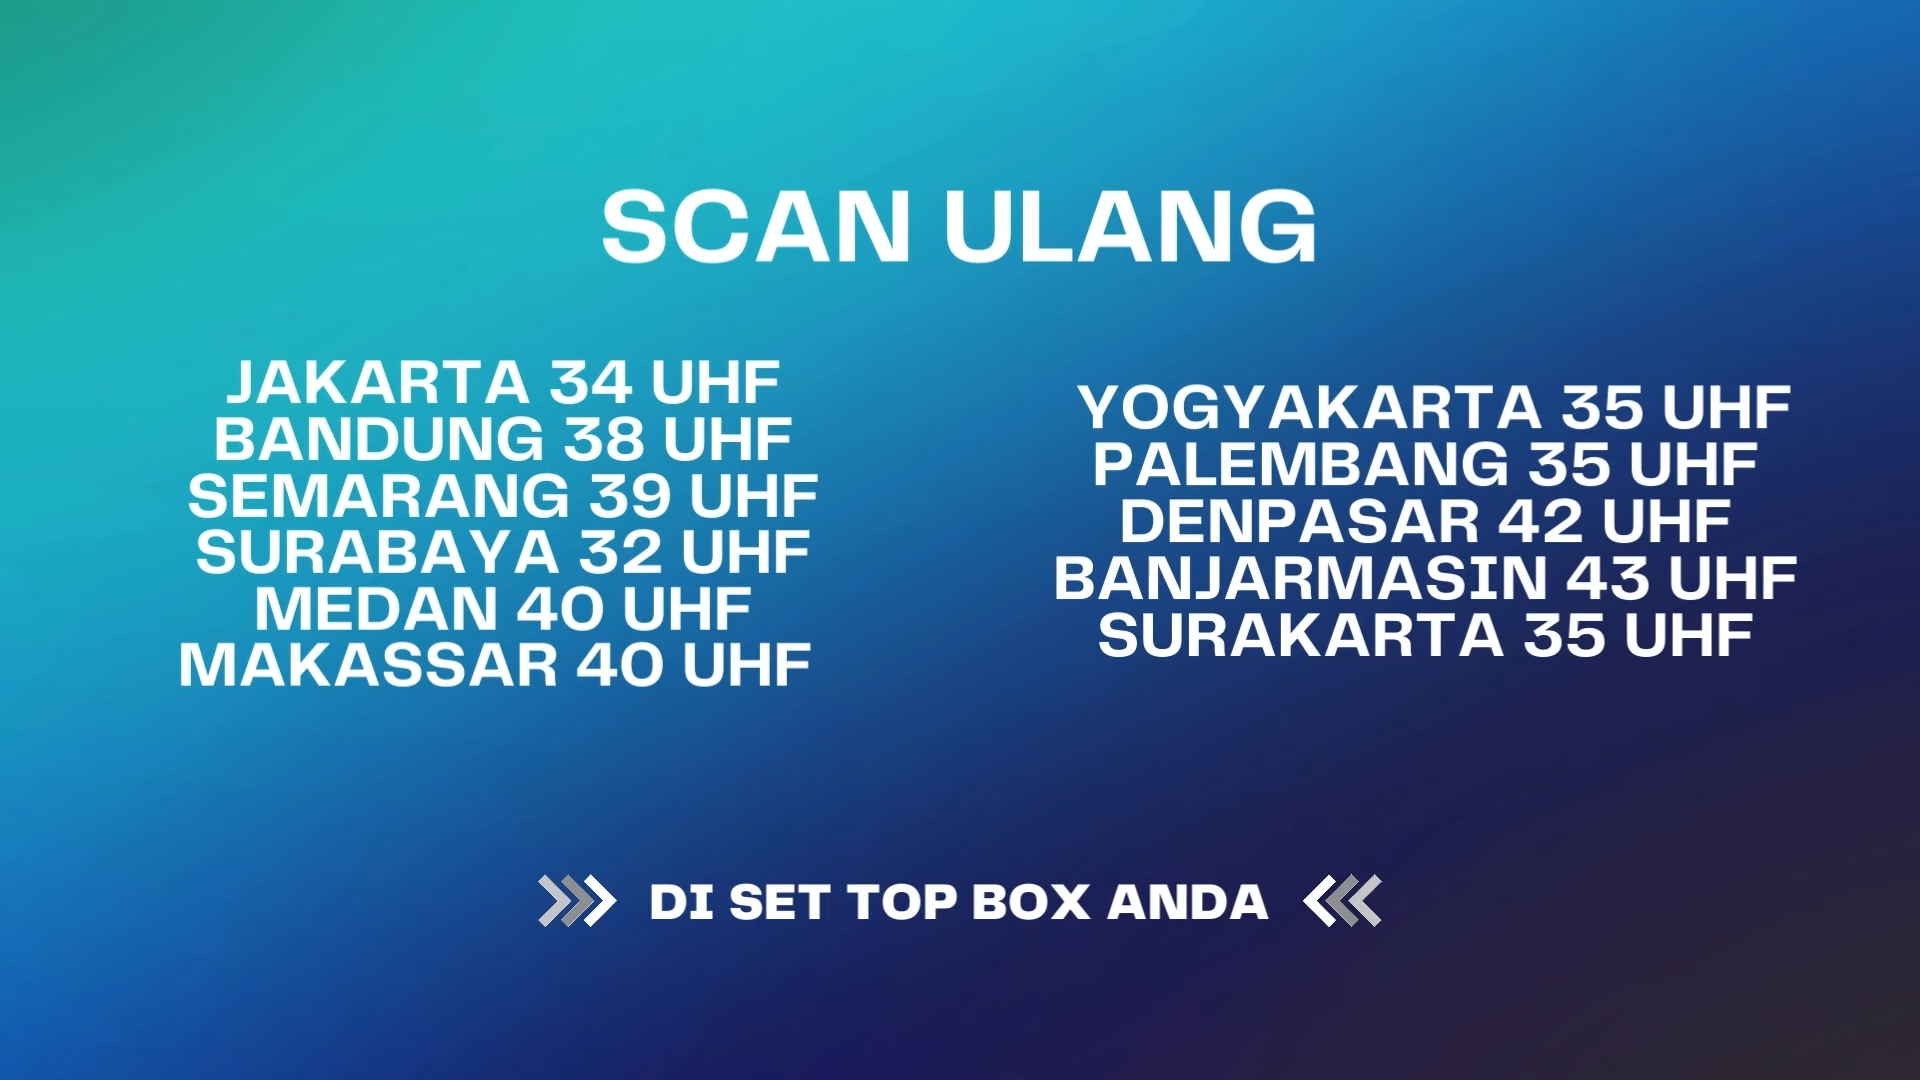 SCAN ULANG
JAKARTA 34 UHF
BANDUNG 38 UHF
SEMARANG 39 UHF
SURABAYA 32 UHF
MEDAN 40 UHF
MAKASSAR 40 UHF
YOGYAKARTA 35 UHF
PALEMBANG 35 UHF
DENPASAR 42 UHF
BANJARMASIN 43 UHF
SURAKARTA 35 UHF
DI SET TOP BOX ANDA